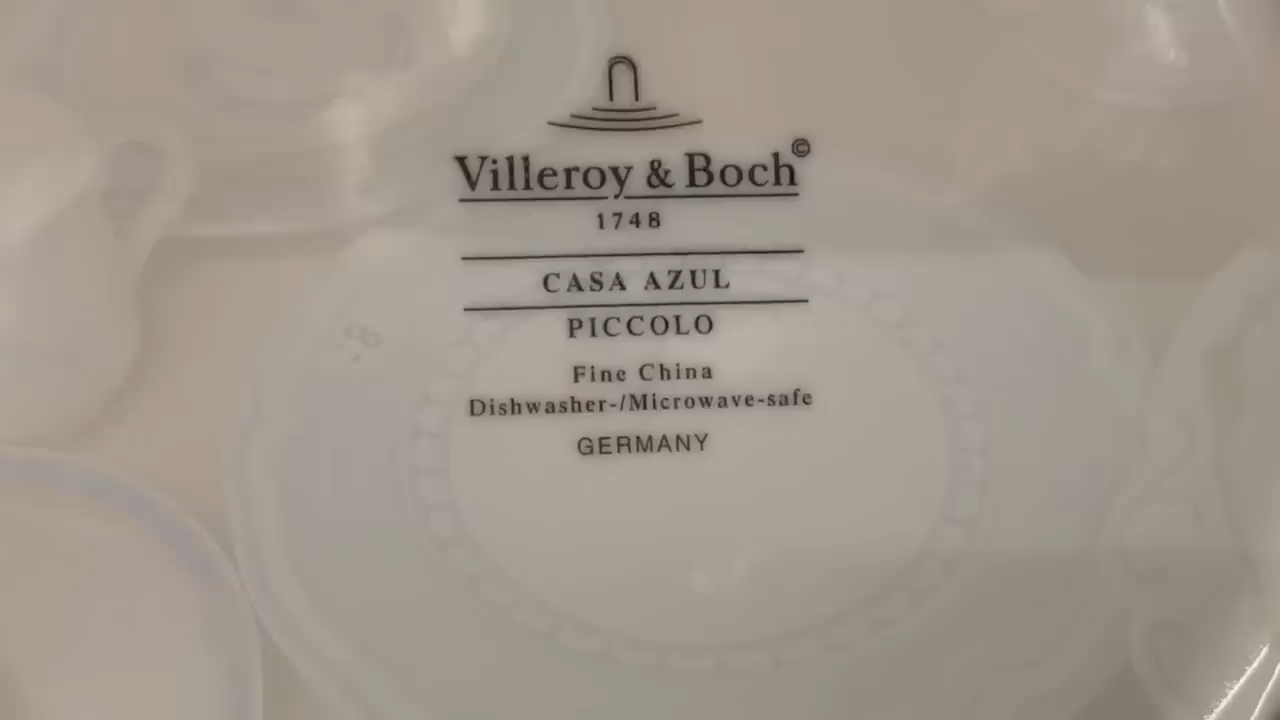 Villeroy & Boch©
1748
CASA AZUL
PICCOLO
Fine China
Dishwasher-/Microwave-safe
GERMANY